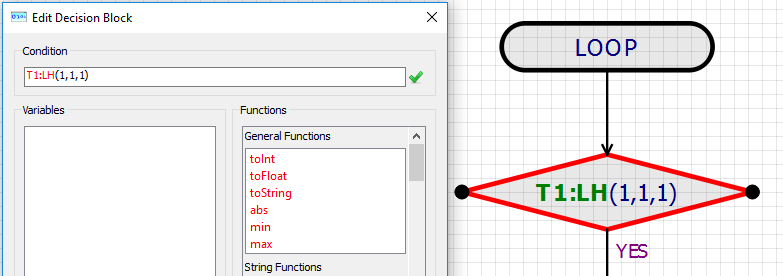 Edit Decision Block
Condition
T1:LH(1,1,1)
Variables
Functions
General Functions
toInt
toFloat
toString
abs
min
max
String Functions
LOOP
T1:LH(1,1,1)
YES